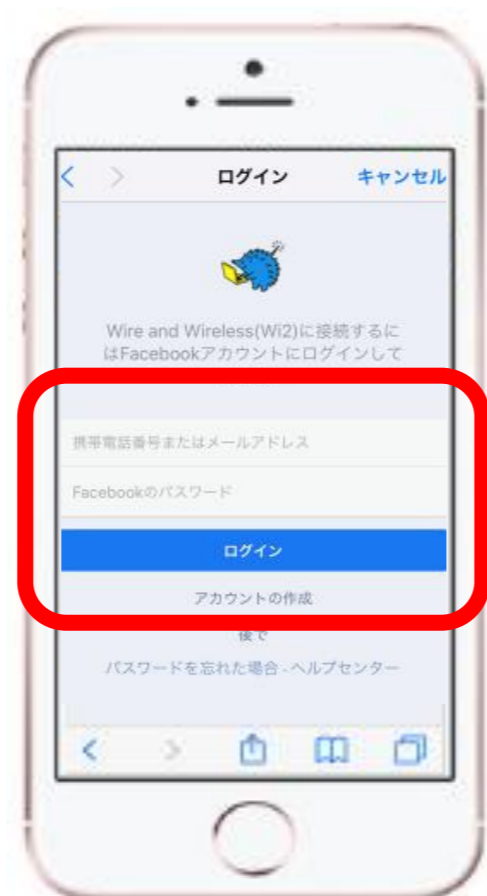 ログイン
キャンセル
Wire and Wireless(Wi2)に接続するに
はFacebookアカウントにログインして
携帯電話番号またはメールアドレス
Facebookのパスワード
ログイン
アカウントの作成
後で
パスワードを忘れた場合 - ヘルプセンター